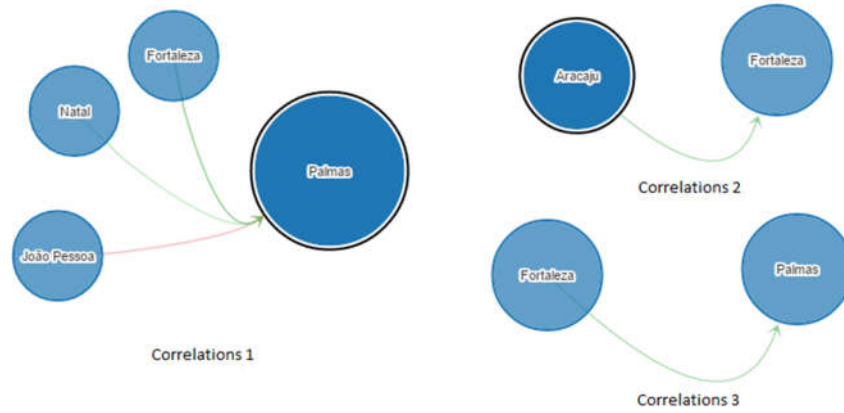 Fortaleza
Natal
Palmas
João Pessoa
Correlations 1
Aracaju
Fortaleza
Correlations 2
Fortaleza
Palmas
Correlations 3